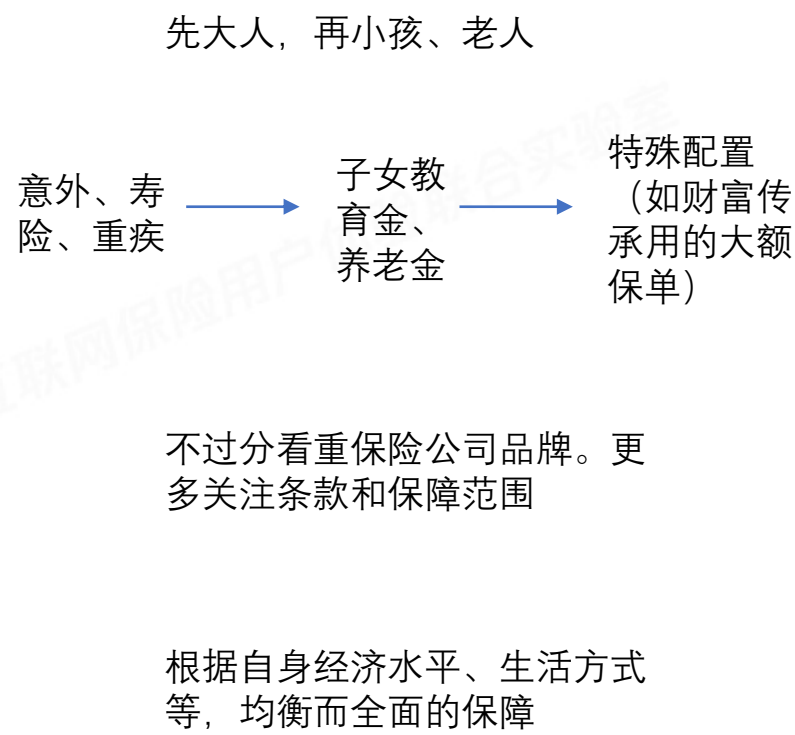 先大人，再小孩、老人
意外、寿
险、重疾
子女教
育金、
养老金
特殊配置
（如财富传
承用的大额
保单）
不过分看重保险公司品牌。更
多关注条款和保障范围
根据自身经济水平、生活方式
等，均衡而全面的保障